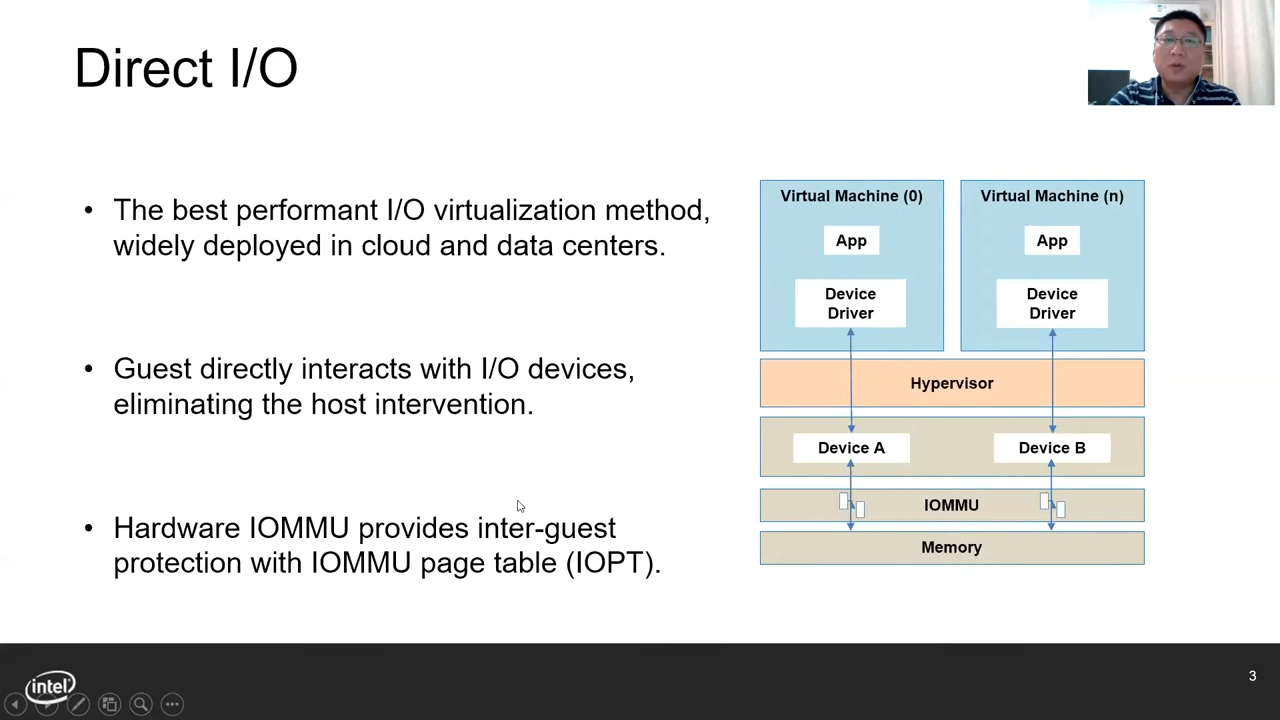 Direct I/O
• The best performant I/O virtualization method,
widely deployed in cloud and data centers.
• Guest directly interacts with I/O devices,
eliminating the host intervention.
• Hardware IOMMU provides inter-guest
protection with IOMMU page table (IOPT).
Virtual Machine (0)
App
Device
Driver
Virtual Machine (n)
App
Device
Driver
Hypervisor
Device A
Device B
IOMMU
Memory
intel
3